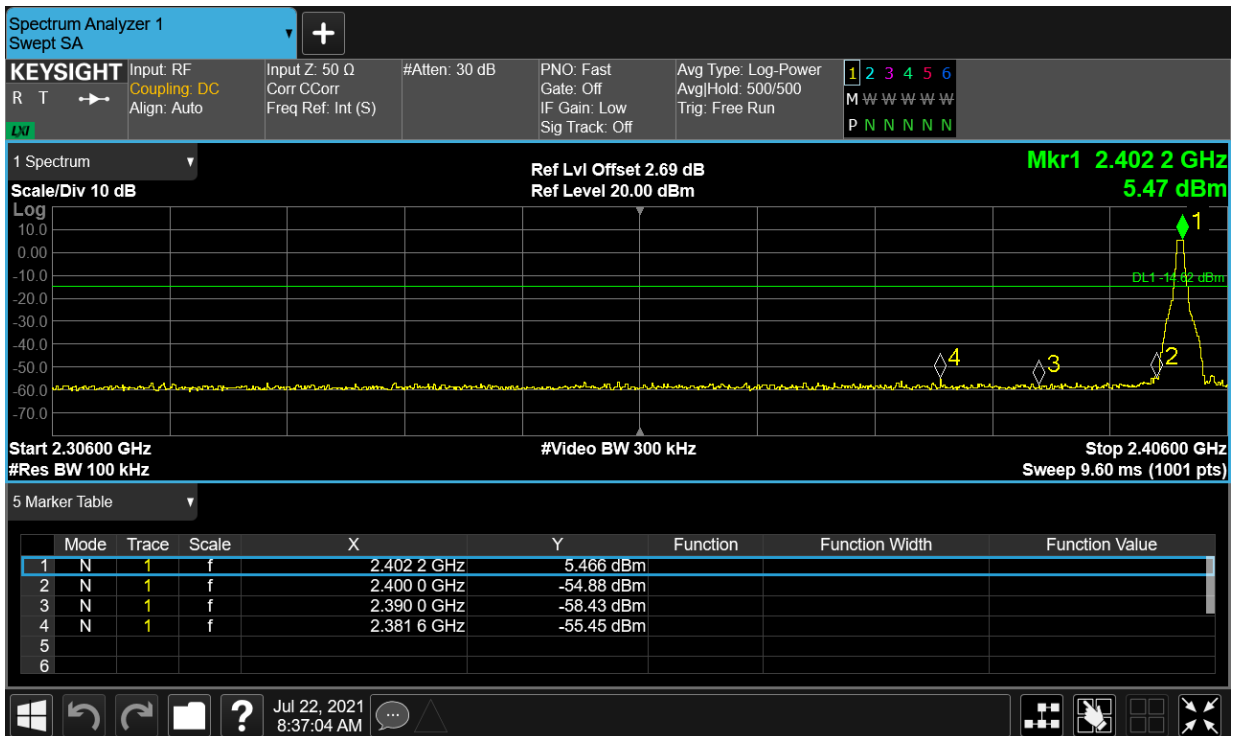 Spectrum Analyzer 1
Swept SA
+
KEYSIGHT Input: RF Input Z: 50 Ω #Atten: 30 dB PNO: Fast Avg Type: Log-Power 1 2 3 4 5 6
R T Coupling: DC Corr CCorr Gate: Off Avg|Hold: 500/500 M W W W W W
Align: Auto Freq Ref: Int (S) IF Gain: Low Trig: Free Run
LXI Sig Track: Off P N N N N N
1 Spectrum Ref Lvl Offset 2.69 dB Mkr1 2.402 2 GHz
Scale/Div 10 dB Ref Level 20.00 dBm 5.47 dBm
Log
1
10.0
0.00
-10.0
DL1 -14.62 dBm
-20.0
-30.0
-40.0
4 3 2
-50.0
-60.0
-70.0
Start 2.30600 GHz #Video BW 300 kHz Stop 2.40600 GHz
#Res BW 100 kHz Sweep 9.60 ms (1001 pts)
5 Marker Table
Mode Trace Scale X Y Function Function Width Function Value
1 N 1 f 2.402 2 GHz 5.466 dBm
2 N 1 f 2.400 0 GHz -54.88 dBm
3 N 1 f 2.390 0 GHz -58.43 dBm
4 N 1 f 2.381 6 GHz -55.45 dBm
5
6
? Jul 22, 2021
8:37:04 AM